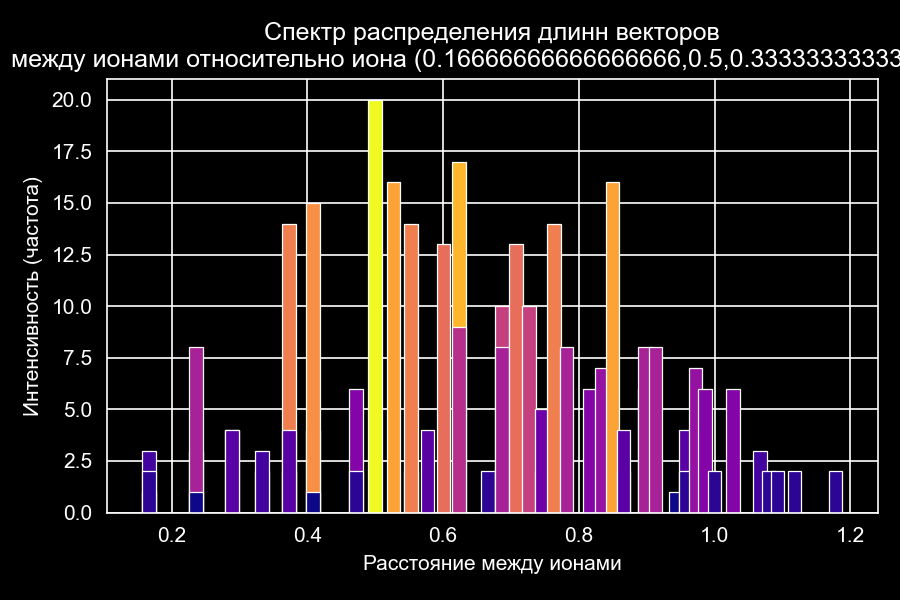 Спектр распределения длинн векторов
между ионами относительно иона (0.16666666666666666,0.5,0.33333333333
20.0
17.5
15.0
12.5
10.0
7.5
5.0
2.5
0.0
Интенсивность (частота)
0.2 0.4 0.6 0.8 1.0 1.2
Расстояние между ионами